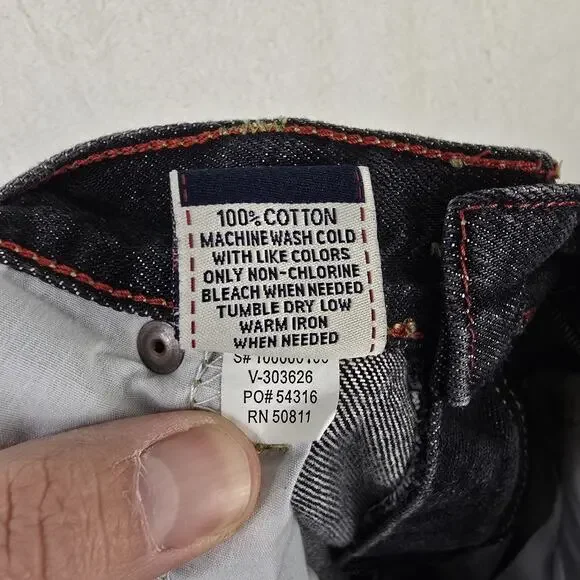 100% COTTON
MACHINE WASH COLD
WITH LIKE COLORS
ONLY NON-CHLORINE
BLEACH WHEN NEEDED
TUMBLE DRY LOW
WARM IRON
WHEN NEEDED
S#
V-303626
PO# 54316
RN 50811